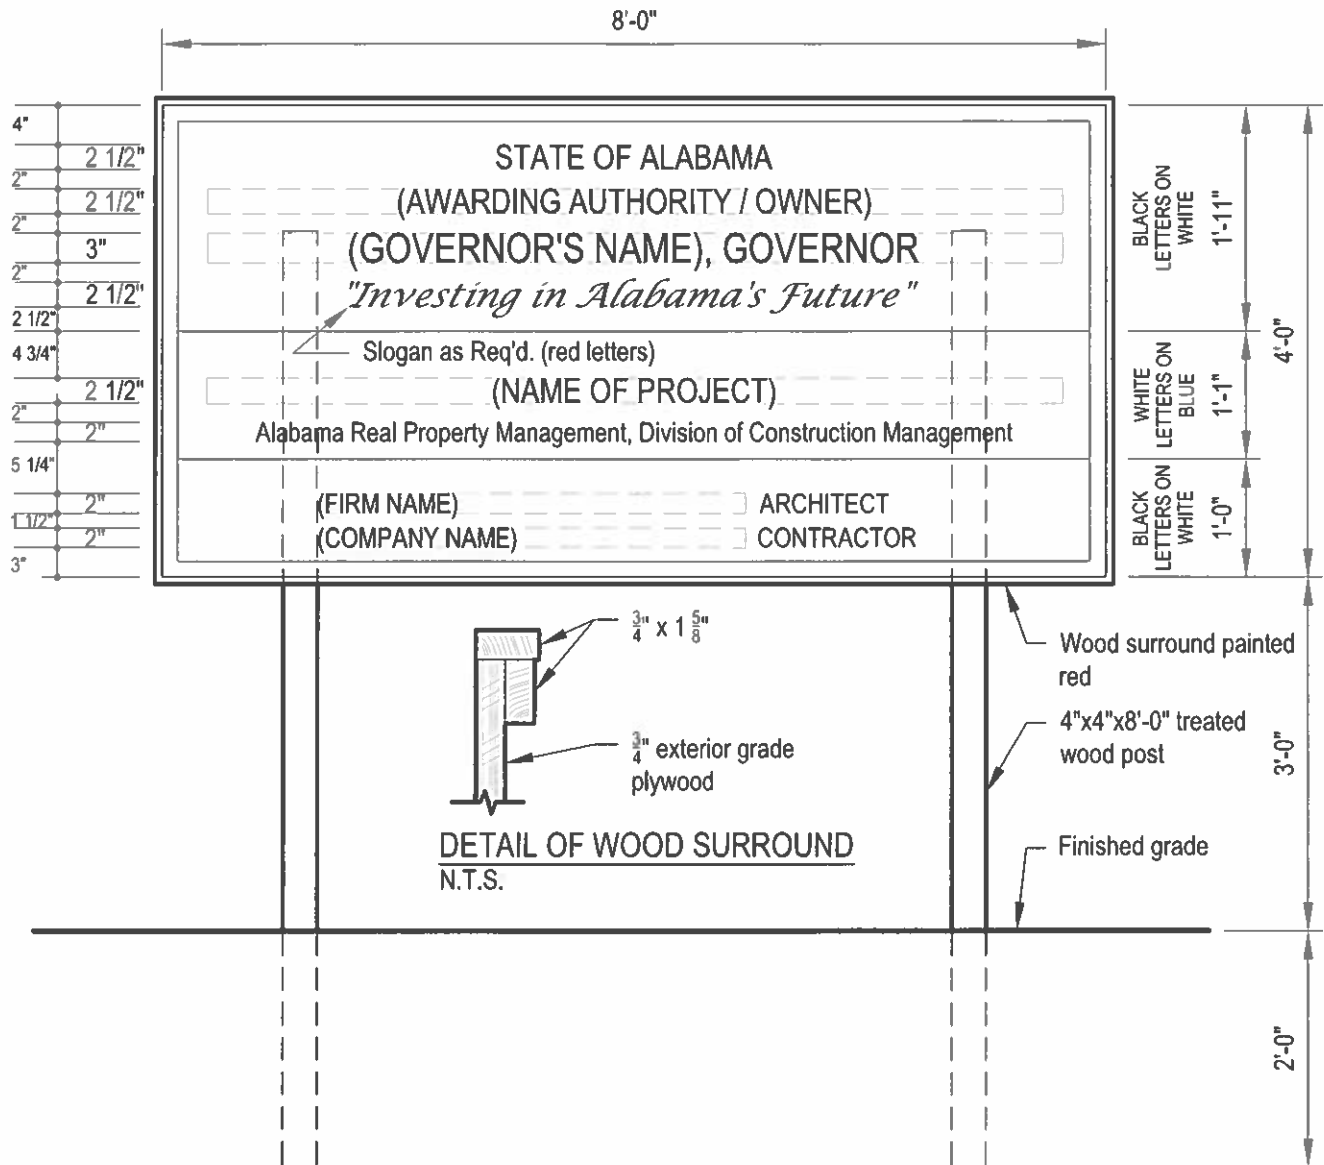 8'-0"
4"
2 1/2"
2"
2 1/2"
2"
3"
2"
2 1/2"
2 1/2"
4 3/4"
2 1/2"
2"
2"
5 1/4"
2"
1 1/2"
2"
3"
STATE OF ALABAMA
(AWARDING AUTHORITY / OWNER)
(GOVERNOR'S NAME), GOVERNOR
"Investing in Alabama's Future"
Slogan as Req'd. (red letters)
(NAME OF PROJECT)
Alabama Real Property Management, Division of Construction Management
(FIRM NAME) ARCHITECT
(COMPANY NAME) CONTRACTOR
BLACK
LETTERS ON
WHITE
1'-11"
WHITE
LETTERS ON
BLUE
1'-1"
BLACK
LETTERS ON
WHITE
1'-0"
4'-0"
3/4" x 1 5/8"
3/4" exterior grade
plywood
DETAIL OF WOOD SURROUND
N.T.S.
Wood surround painted
red
4"x4"x8'-0" treated
wood post
Finished grade
3'-0"
2'-0"